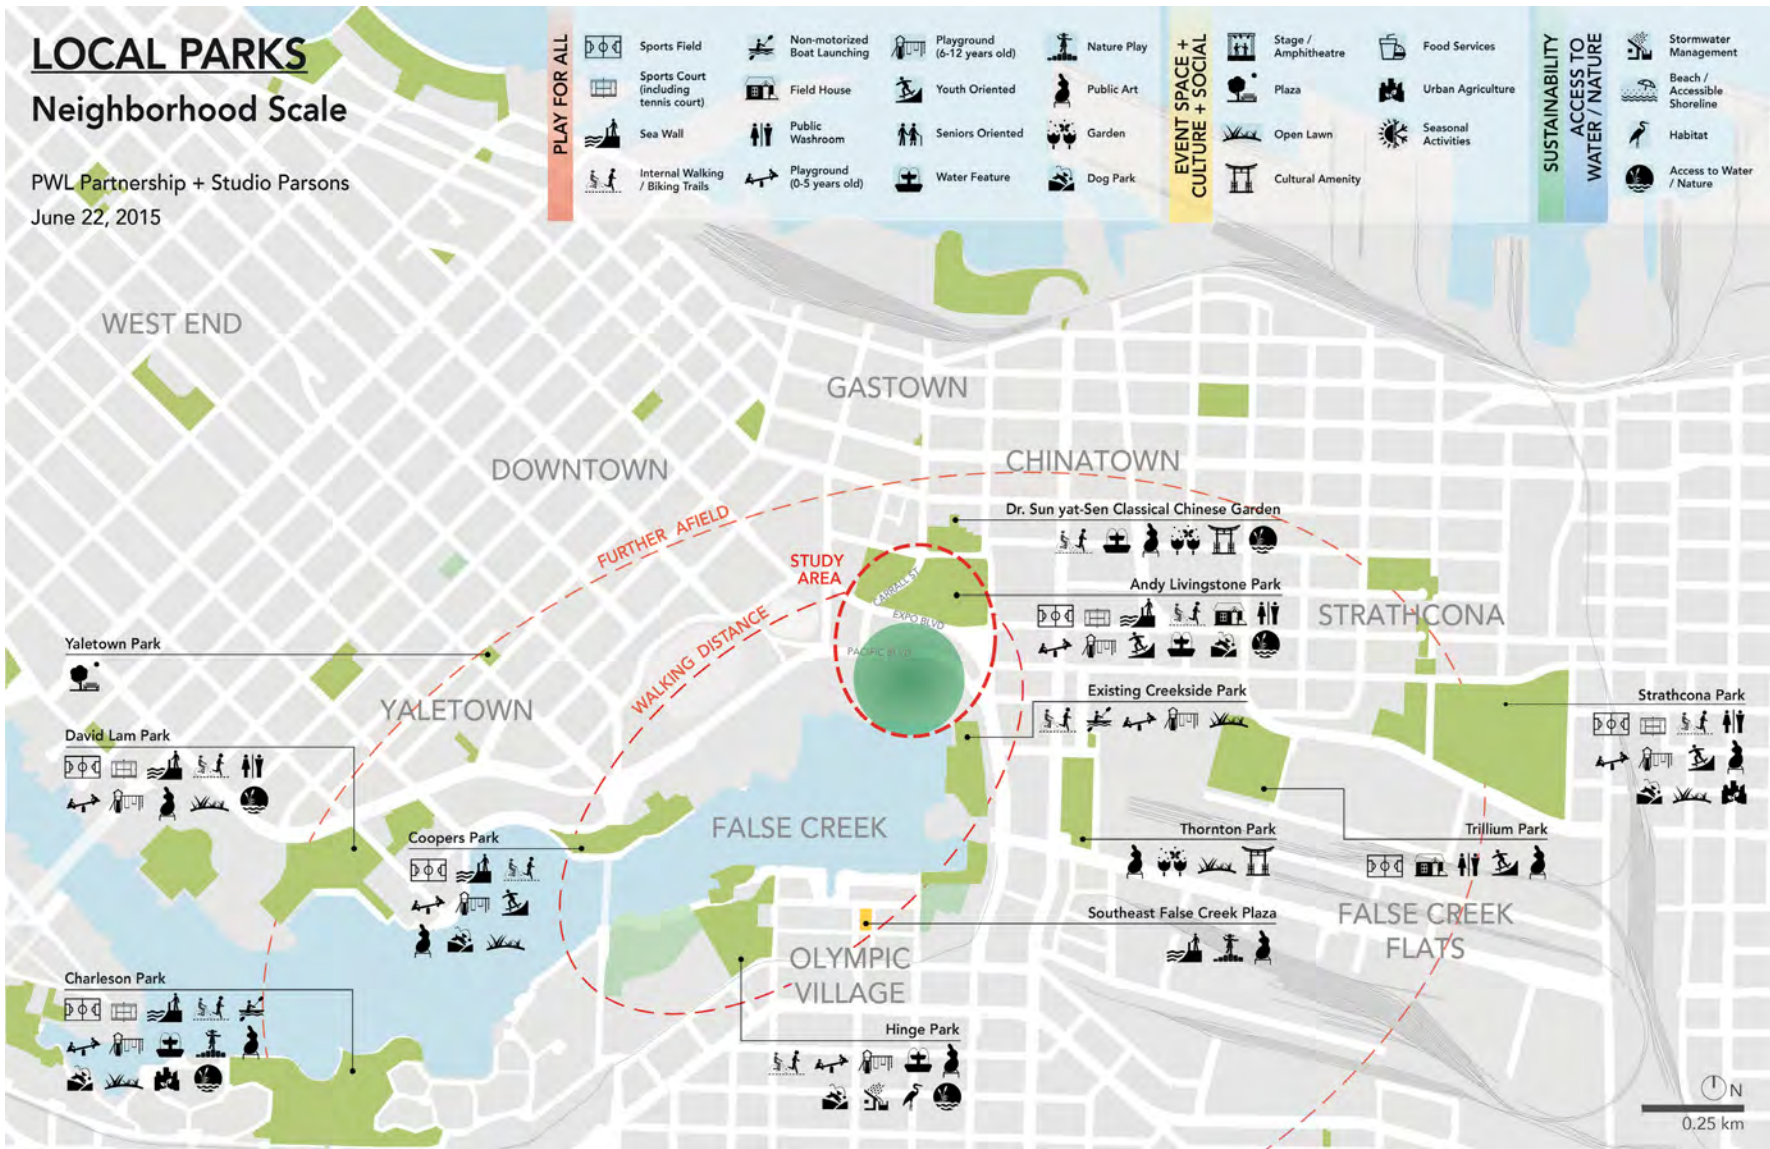 LOCAL PARKS
Neighborhood Scale
PWL Partnership + Studio Parsons
June 22, 2015
PLAY FOR ALL
Sports Field
Sports Court
(including
tennis court)
Sea Wall
Internal Walking
/ Biking Trails
Non-motorized
Boat Launching
Field House
Public
Washroom
Playground
(0-5 years old)
Playground
(6-12 years old)
Youth Oriented
Seniors Oriented
Water Feature
Nature Play
Public Art
Garden
Dog Park
EVENT SPACE +
CULTURE + SOCIAL
Stage /
Amphitheatre
Plaza
Open Lawn
Cultural Amenity
Food Services
Urban Agriculture
Seasonal
Activities
SUSTAINABILITY
ACCESS TO
WATER / NATURE
Stormwater
Management
Beach /
Accessible
Shoreline
Habitat
Access to Water
/ Nature
WEST END
GASTOWN
DOWNTOWN
CHINATOWN
FURTHER AFIELD
Dr. Sun yat-Sen Classical Chinese Garden
STUDY
AREA
CARRALL ST
EXPO BLVD
PACIFIC BLVD
Andy Livingstone Park
STRATHCONA
WALKING DISTANCE
Yaletown Park
YALETOWN
Existing Creekside Park
Strathcona Park
David Lam Park
FALSE CREEK
Coopers Park
Thornton Park
Trillium Park
Southeast False Creek Plaza
FALSE CREEK
FLATS
OLYMPIC
VILLAGE
Charleson Park
Hinge Park
N
0.25 km